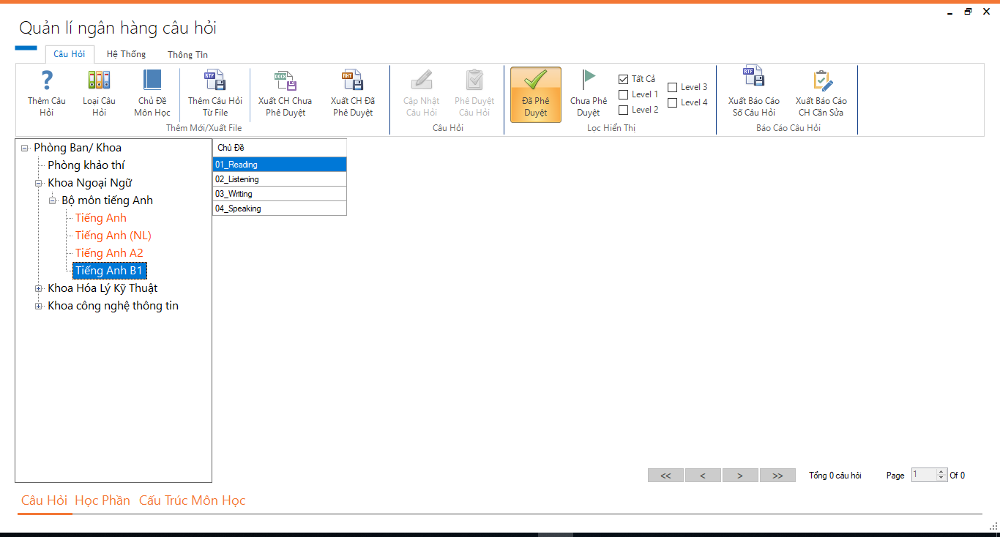 Quản lí ngân hàng câu hỏi
Câu Hỏi Hệ Thống Thông Tin
Thêm Câu Hỏi
Loại Câu Hỏi
Chủ Đề Môn Học
Thêm Câu Hỏi Từ File
Xuất CH Chưa Phê Duyệt
Xuất CH Đã Phê Duyệt
Thêm Mới/Xuất File
Cập Nhật Câu Hỏi
Phê Duyệt Câu Hỏi
Câu Hỏi
Đã Phê Duyệt
Chưa Phê Duyệt
Tất Cả
Level 1
Level 2
Level 3
Level 4
Lọc Hiển Thị
Xuất Báo Cáo Số Câu Hỏi
Xuất Báo Cáo CH Cần Sửa
Báo Cáo Câu Hỏi
Phòng Ban/ Khoa
Phòng khảo thí
Khoa Ngoại Ngữ
Bộ môn tiếng Anh
Tiếng Anh
Tiếng Anh (NL)
Tiếng Anh A2
Tiếng Anh B1
Khoa Hóa Lý Kỹ Thuật
Khoa công nghệ thông tin
Chủ Đề
01_Reading
02_Listening
03_Writing
04_Speaking
<< < > >> Tổng 0 câu hỏi Page 1 Of 0
Câu Hỏi Học Phần Cấu Trúc Môn Học